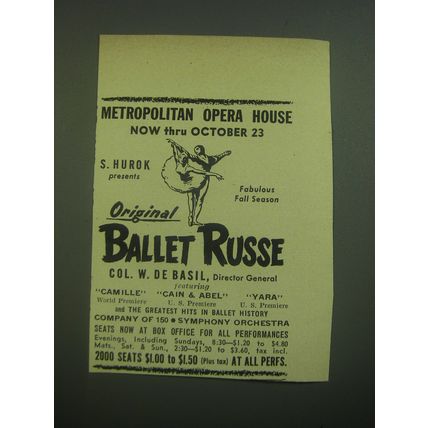 METROPOLITAN OPERA HOUSE
NOW thru OCTOBER 23
S. HUROK
presents
Fabulous
Fall Season
Original
BALLET RUSSE
COL. W. DE BASIL, Director General
featuring
"CAMILLE" "CAIN & ABEL" "YARA"
World Premiere U. S. Premiere U. S. Premiere
and THE GREATEST HITS IN BALLET HISTORY
COMPANY OF 150 ● SYMPHONY ORCHESTRA
SEATS NOW AT BOX OFFICE FOR ALL PERFORMANCES
Evenings, Including Sundays, 8:30—$1.20 to $4.80
Mats., Sat. & Sun., 2:30—$1.20 to $3.60, tax incl.
2000 SEATS $1.00 to $1.50 (Plus tax) AT ALL PERFS.